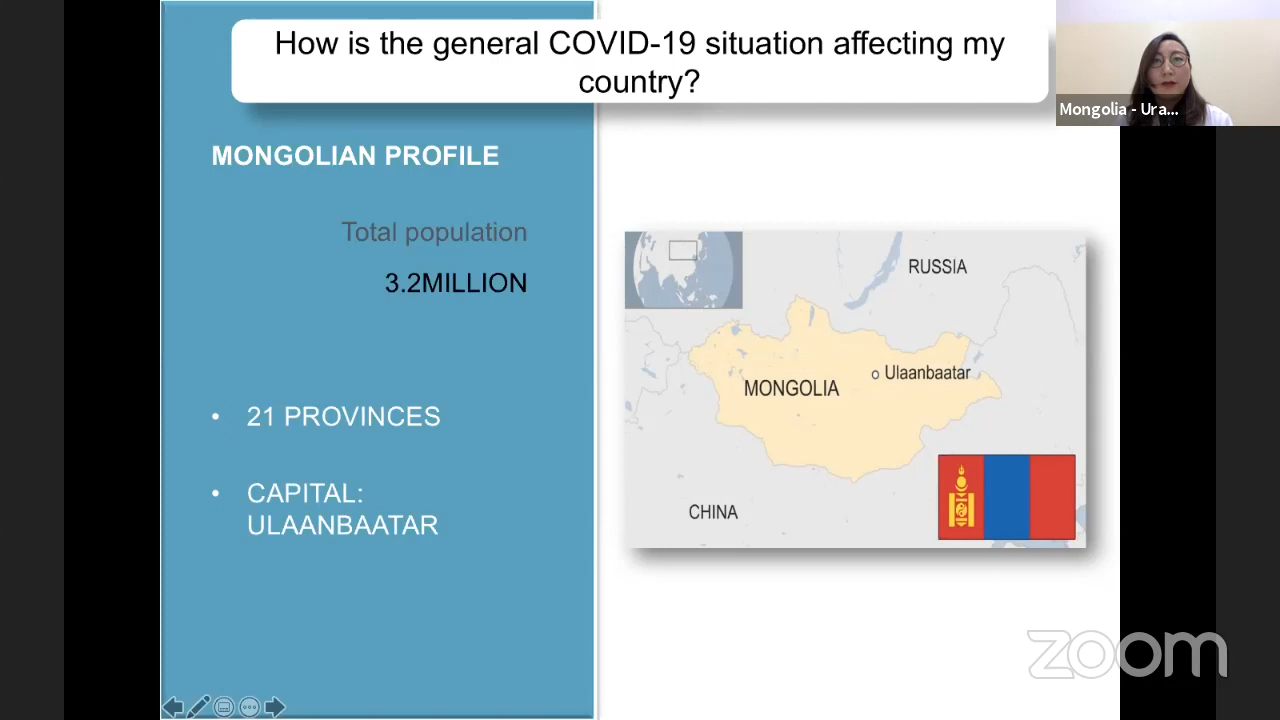 How is the general COVID-19 situation affecting my
country?
Mongolia - Ura...
MONGOLIAN PROFILE
Total population
3.2MILLION
• 21 PROVINCES
• CAPITAL:
ULAANBAATAR
RUSSIA
Ulaanbaatar
MONGOLIA
CHINA
zoom